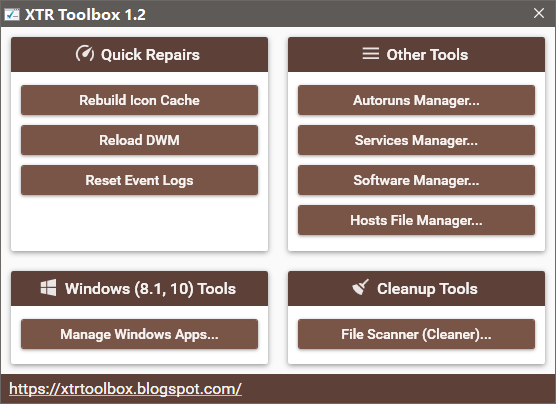 XTR Toolbox 1.2
Quick Repairs
Rebuild Icon Cache
Reload DWM
Reset Event Logs
Other Tools
Autoruns Manager...
Services Manager...
Software Manager...
Hosts File Manager...
Windows (8.1, 10) Tools
Manage Windows Apps...
Cleanup Tools
File Scanner (Cleaner)...
https://xtrtoolbox.blogspot.com/